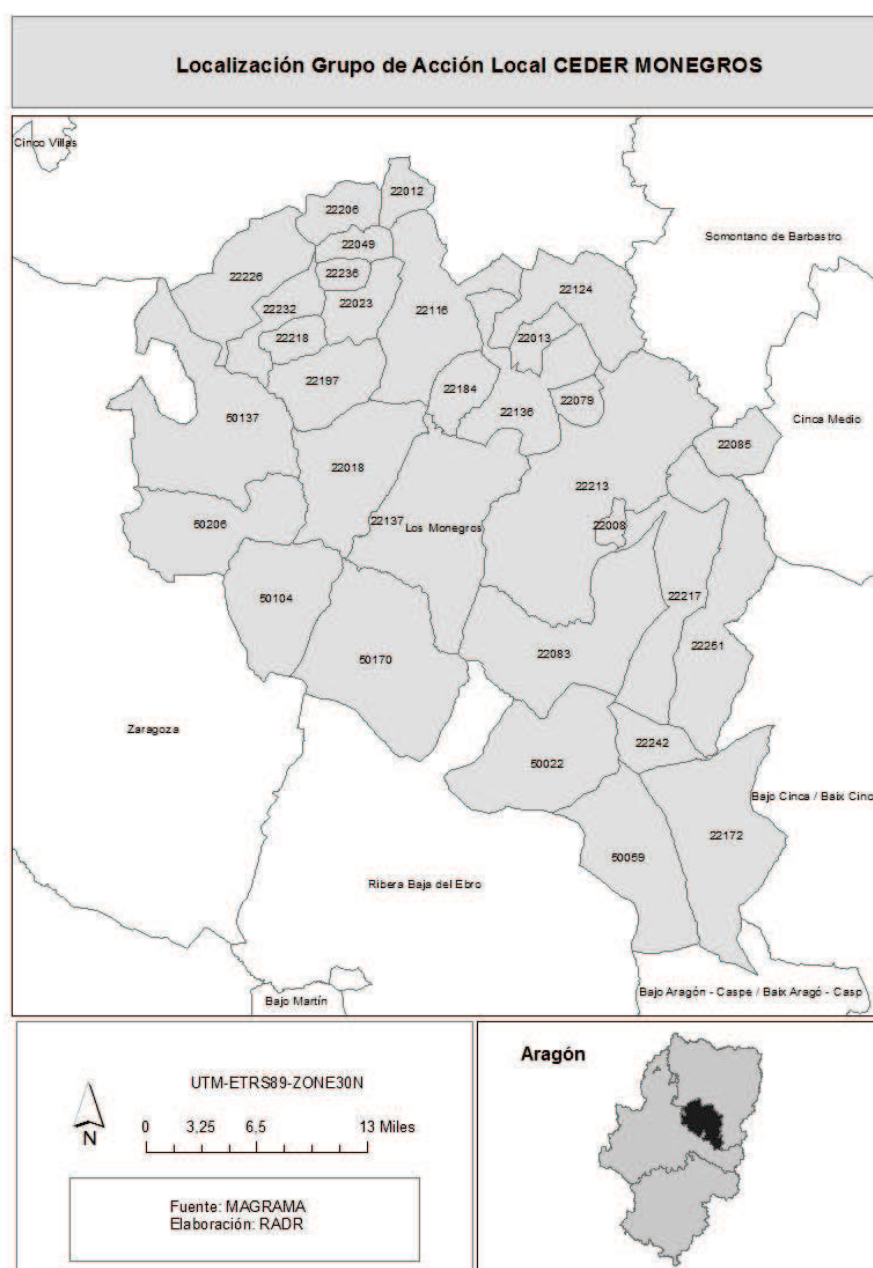 Localización Grupo de Acción Local CEDER MONEGROS
Cinco Villas
22012
22206
Somontano de Barbastro
22049
22226
22236
22124
22232
22023
22116
22218
22013
22197
22184
22079
22136
50137
Cinca Medio
22085
22018
22213
50206
22137
Los Monegros
22008
50104
22217
22083
22251
50170
Zaragoza
22242
50022
Bajo Cinca / Baix Cinc
22172
50059
Ribera Baja del Ebro
Bajo Aragón - Caspe / Baix Aragó - Casp
Bajo Martín
UTM-ETRS89-ZONE30N
N
0 3,25 6,5 13 Miles
Fuente: MAGRAMA
Elaboración: RADR
Aragón